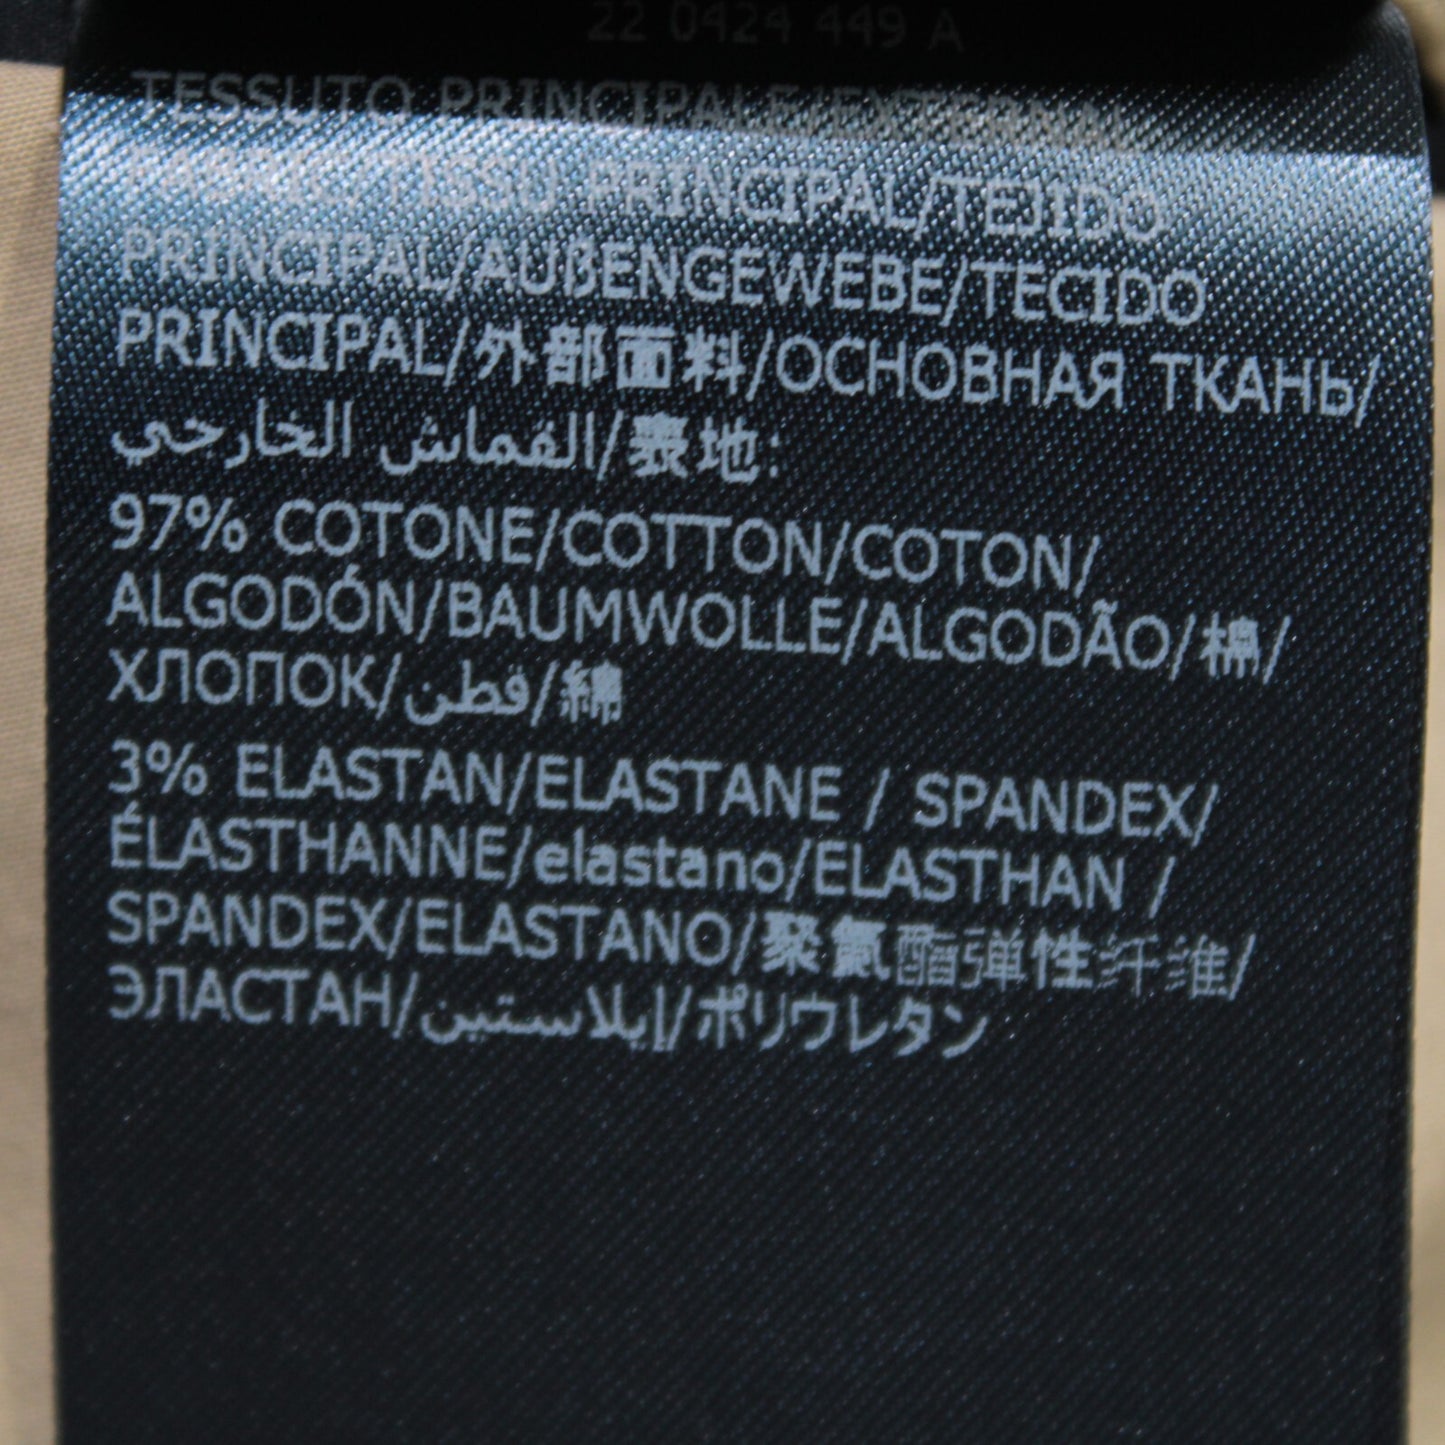 22 0424 449 A
TESSUTO PRINCIPALE/EXTERNAL
FABRIC/TISSU PRINCIPAL/TEJIDO
PRINCIPAL/AUßENGEWEBE/TECIDO
PRINCIPAL/外部面料/ОСНОВНАЯ ТКАНЬ/
القماش الخارجي/表地:
97% COTONE/COTTON/COTON/
ALGODÓN/BAUMWOLLE/ALGODÃO/棉/
ХЛОПОК/قطن/綿
3% ELASTAN/ELASTANE / SPANDEX/
ÉLASTHANNE/elastano/ELASTHAN /
SPANDEX/ELASTANO/聚氨酯弹性纤维/
ЭЛАСТАН/إيلاستين/ポリウレタン